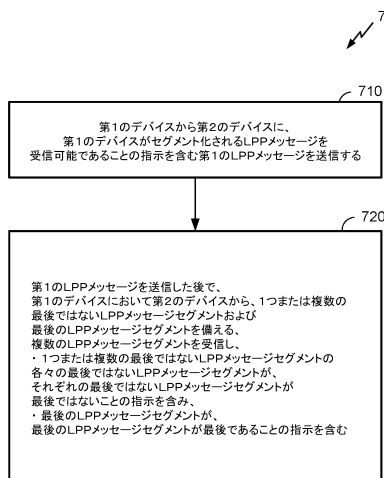 7
710
第1のデバイスから第2のデバイスに、
第1のデバイスがセグメント化されるLPPメッセージを
受信可能であることの指示を含む第1のLPPメッセージを送信する
720
第1のLPPメッセージを送信した後で、
第1のデバイスにおいて第2のデバイスから、1つまたは複数の
最後ではないLPPメッセージセグメントおよび
最後のLPPメッセージセグメントを備える、
複数のLPPメッセージセグメントを受信し、
・1つまたは複数の最後ではないLPPメッセージセグメントの
各々の最後ではないLPPメッセージセグメントが、
それぞれの最後ではないLPPメッセージセグメントが
最後ではないことの指示を含み、
・最後のLPPメッセージセグメントが、
最後のLPPメッセージセグメントが最後であることの指示を含む